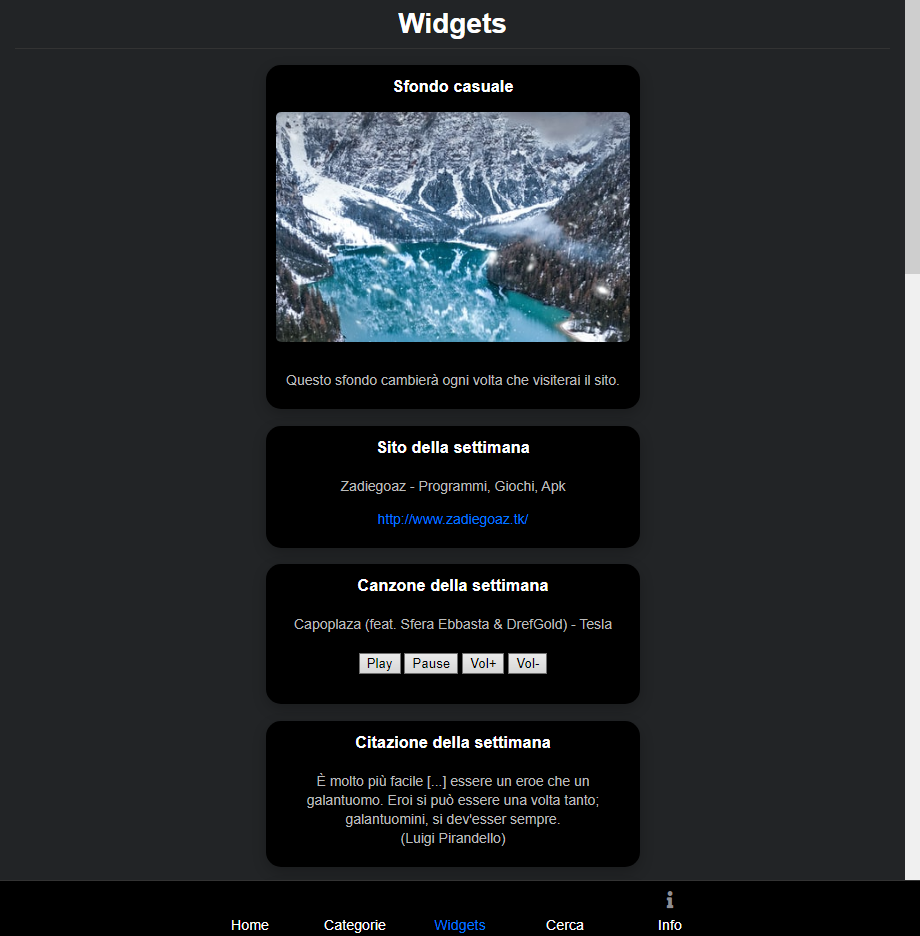 Widgets
Sfondo casuale
Questo sfondo cambierà ogni volta che visiterai il sito.
Sito della settimana
Zadiegoaz - Programmi, Giochi, Apk
http://www.zadiegoaz.tk/
Canzone della settimana
Capoplaza (feat. Sfera Ebbasta & DrefGold) - Tesla
Play Pause Vol+ Vol-
Citazione della settimana
È molto più facile [...] essere un eroe che un
galantuomo. Eroi si può essere una volta tanto;
galantuomini, si dev'esser sempre.
(Luigi Pirandello)
Home Categorie Widgets Cerca Info